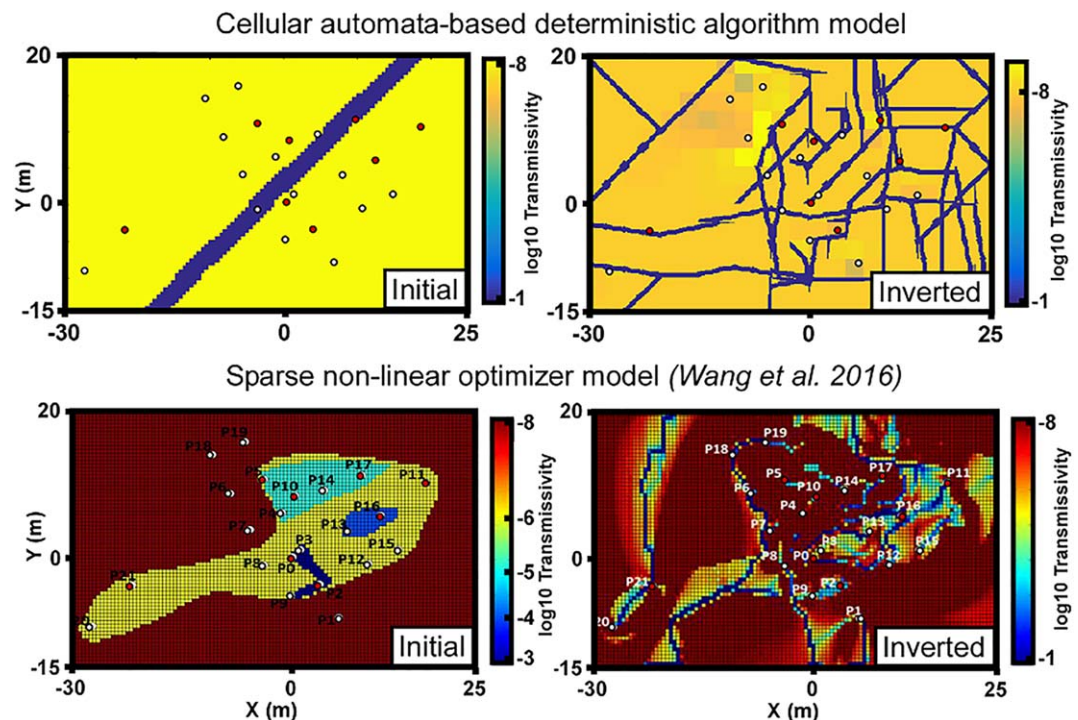 Cellular automata-based deterministic algorithm model
20
0
-15
Y (m)
-30
0
25
Initial
-8
-1
log10 Transmissivity
20
0
-15
-30
0
25
Inverted
-8
-1
log10 Transmissivity
Sparse non-linear optimizer model (Wang et al. 2016)
20
0
-15
Y (m)
-30
0
25
X (m)
P19
P18
P17
P11
P14
P10
P6
P16
P13
P7
P3
P15
P12
P8
P0
P21
P2
P9
Initial
-8
-6
-5
-4
-3
log10 Transmissivity
20
0
-15
-30
0
25
X (m)
P19
P18
P17
P5
P11
P14
P10
P6
P4
P16
P7
P13
P8
P0
P8
P15
P12
P21
P2
P9
P1
20
Inverted
-8
-1
log10 Transmissivity